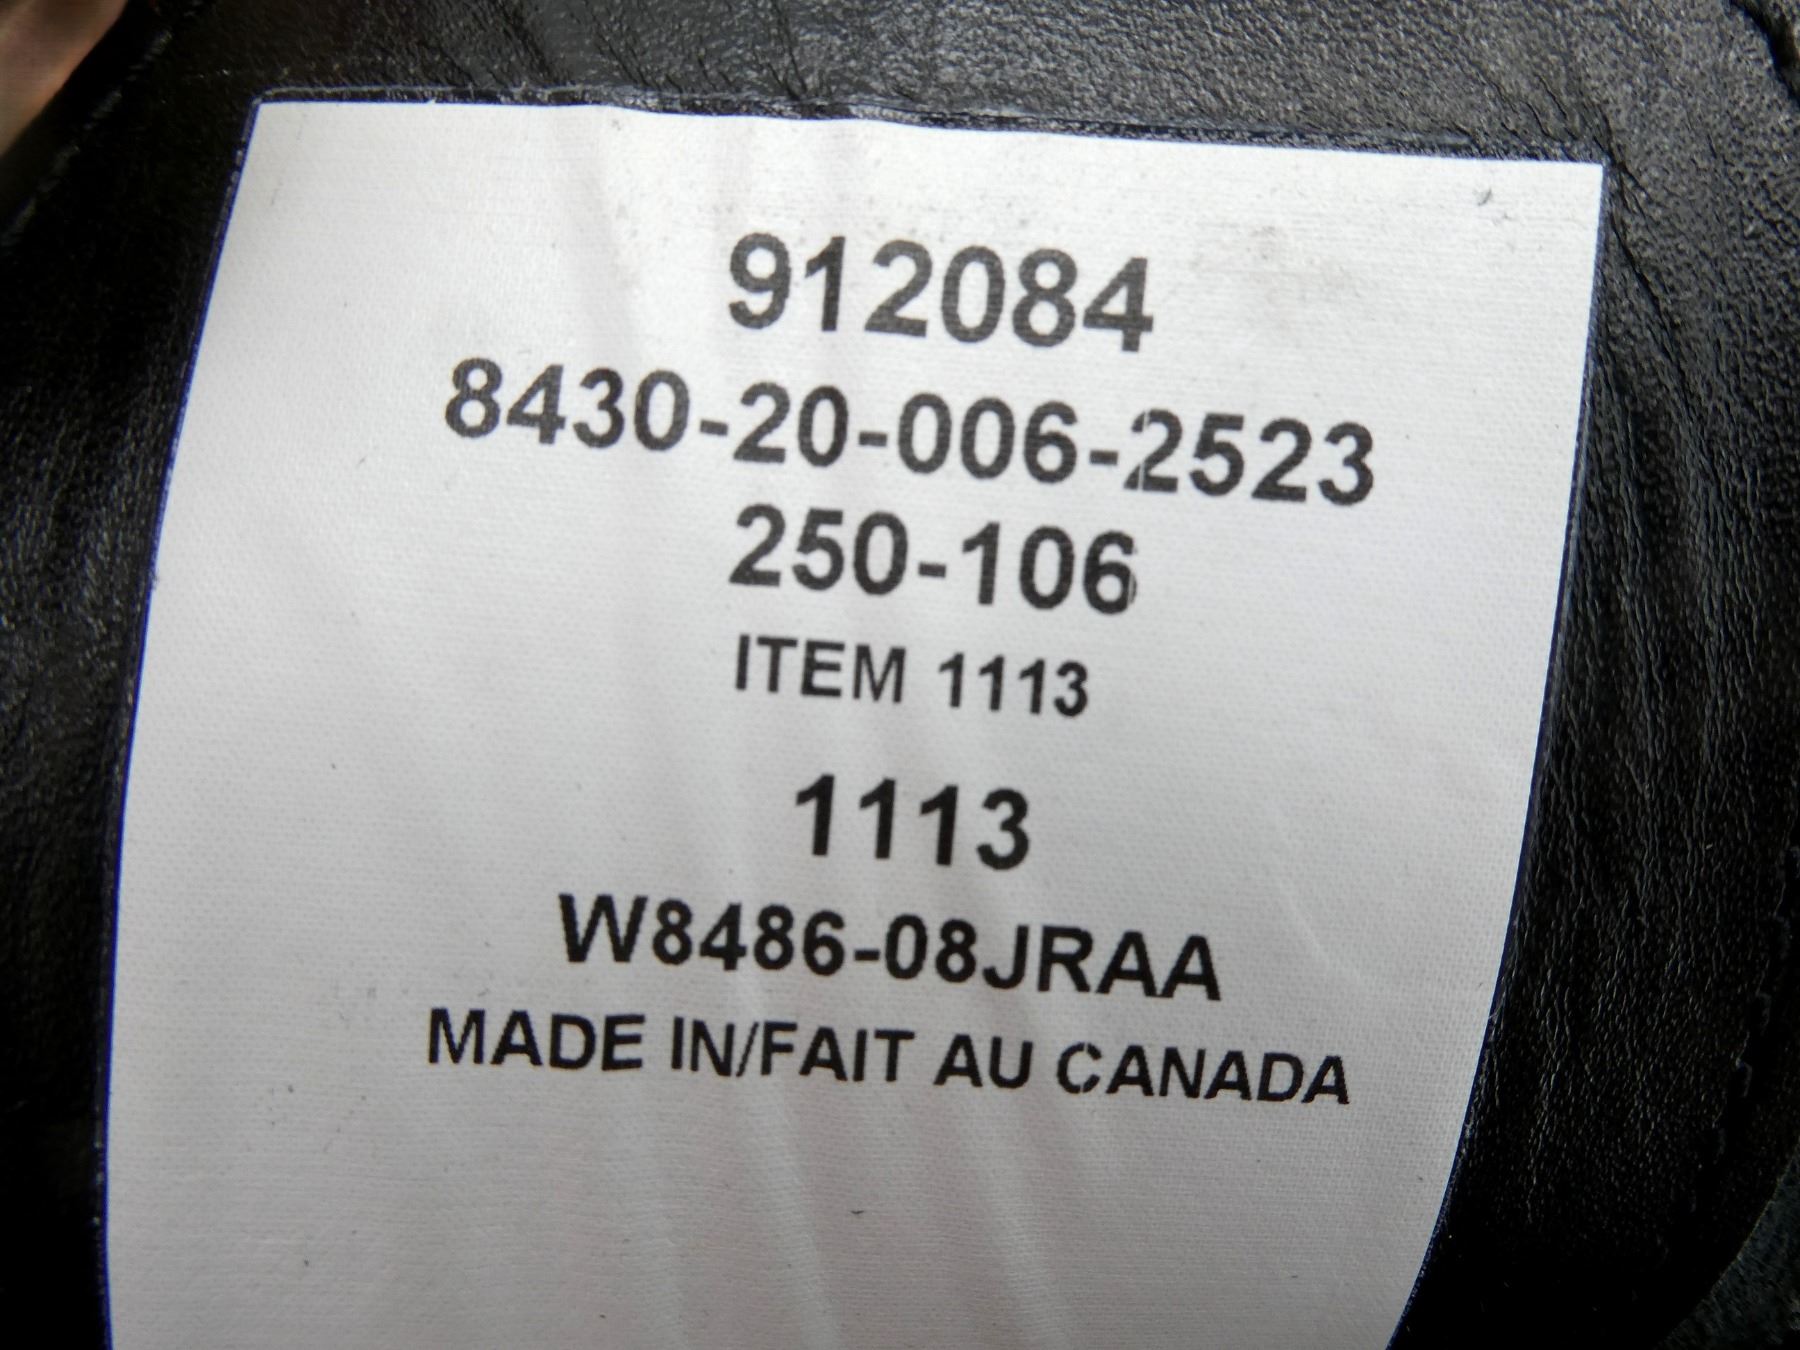 912084
8430-20-006-2523
250-106
ITEM 1113
1113
W8486-08JRAA
MADE IN/FAIT AU CANADA